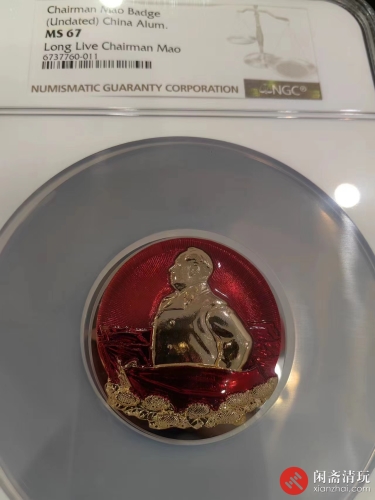 Chairman Mao Badge
(Undated) China Alum.
MS 67
Long Live Chairman Mao
6737760-011
NUMISMATIC GUARANTY CORPORATION
NGC®
闲斋清玩
xianzhai.com